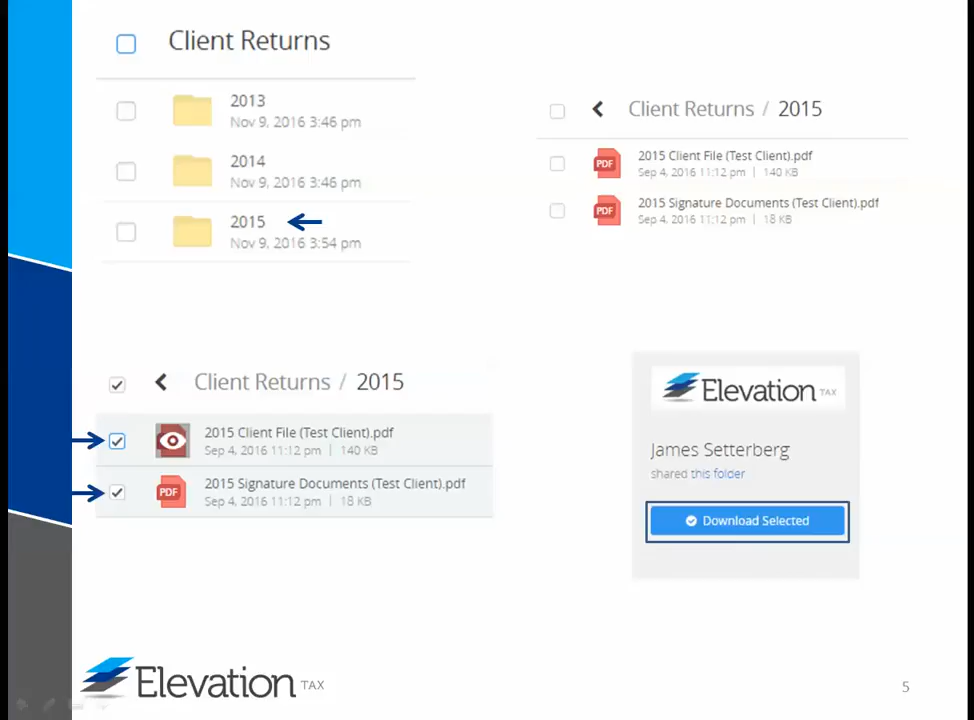 Client Returns
2013
Nov 9, 2016 3:46 pm
2014
Nov 9, 2016 3:46 pm
2015
Nov 9, 2016 3:54 pm
Client Returns / 2015
PDF
2015 Client File (Test Client).pdf
Sep 4, 2016 11:12 pm | 140 KB
PDF
2015 Signature Documents (Test Client).pdf
Sep 4, 2016 11:12 pm | 18 KB
Client Returns / 2015
2015 Client File (Test Client).pdf
Sep 4, 2016 11:12 pm | 140 KB
PDF
2015 Signature Documents (Test Client).pdf
Sep 4, 2016 11:12 pm | 18 KB
Elevation TAX
James Setterberg
shared this folder
Download Selected
Elevation TAX
5